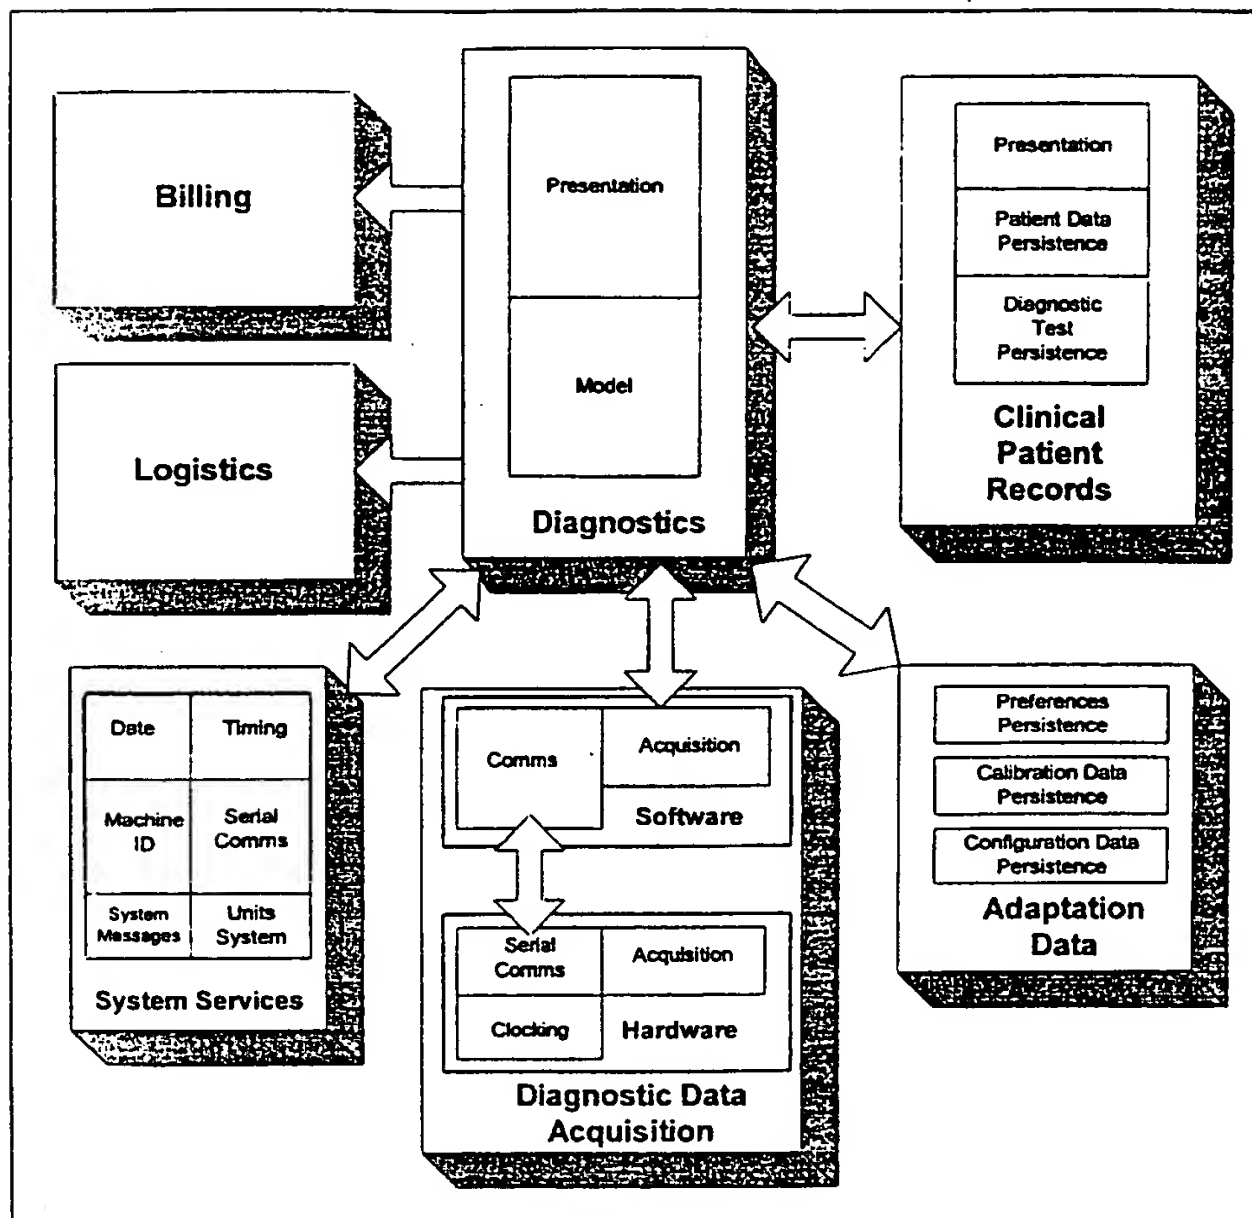 Billing
Logistics
Presentation
Model
Diagnostics
Presentation
Patient Data
Persistence
Diagnostic
Test
Persistence
Clinical
Patient
Records
Date
Timing
Machine
ID
Serial
Comms
System
Messages
Units
System
System Services
Comms
Acquisition
Software
Serial
Comms
Acquisition
Clocking
Hardware
Diagnostic Data
Acquisition
Preferences
Persistence
Calibration Data
Persistence
Configuration Data
Persistence
Adaptation
Data